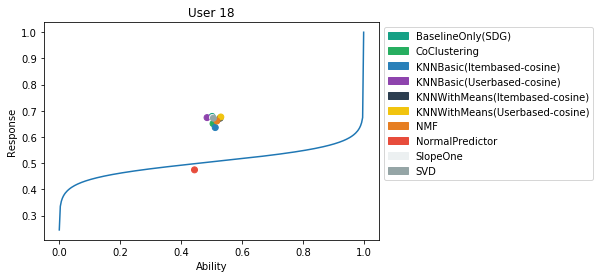 User 18
1.0
0.9
0.8
0.7
0.6
0.5
0.4
0.3
Response
0.0 0.2 0.4 0.6 0.8 1.0
Ability
BaselineOnly(SDG)
CoClustering
KNNBasic(Itembased-cosine)
KNNBasic(Userbased-cosine)
KNNWithMeans(Itembased-cosine)
KNNWithMeans(Userbased-cosine)
NMF
NormalPredictor
SlopeOne
SVD